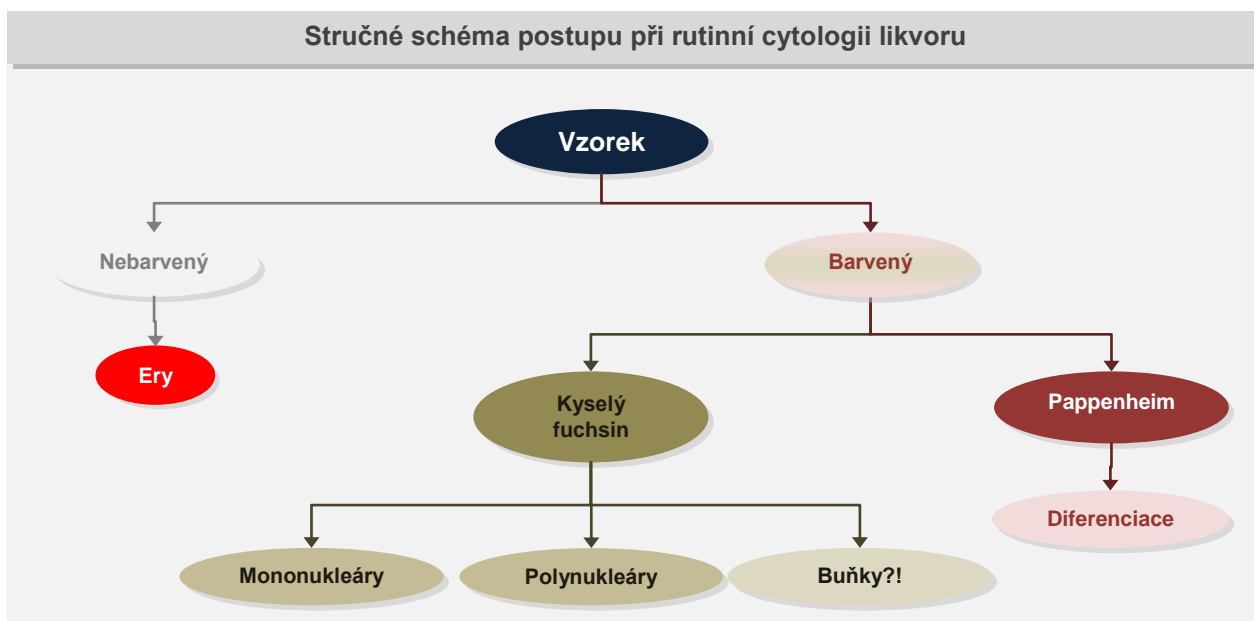 Stručné schéma postupu při rutinní cytologii likvoru
Vzorek
Nebarvený
Barvený
Ery
Kyselý
fuchsin
Pappenheim
Diferenciace
Mononukleáry
Polynukleáry
Buňky?!